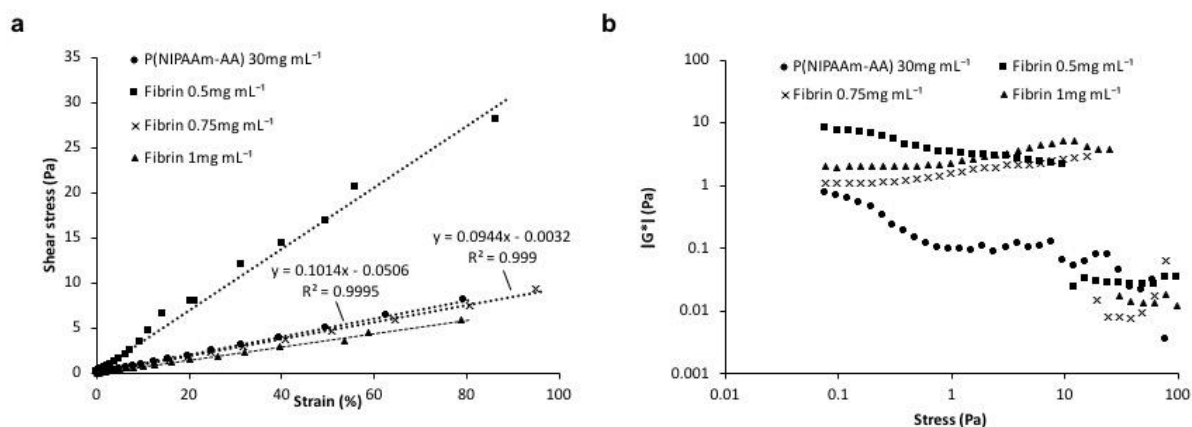 a
35
30
25
20
15
10
5
0
Shear stress (Pa)
P(NIPAAm-AA) 30mg mL⁻¹
Fibrin 0.5mg mL⁻¹
Fibrin 0.75mg mL⁻¹
Fibrin 1mg mL⁻¹
y = 0.1014x - 0.0506
R² = 0.9995
y = 0.0944x - 0.0032
R² = 0.999
0 20 40 60 80 100
Strain (%)
b
100
10
1
0.1
0.01
0.001
|G*| (Pa)
P(NIPAAm-AA) 30mg mL⁻¹ Fibrin 0.5mg mL⁻¹
Fibrin 0.75mg mL⁻¹ Fibrin 1mg mL⁻¹
0.01 0.1 1 10 100
Stress (Pa)